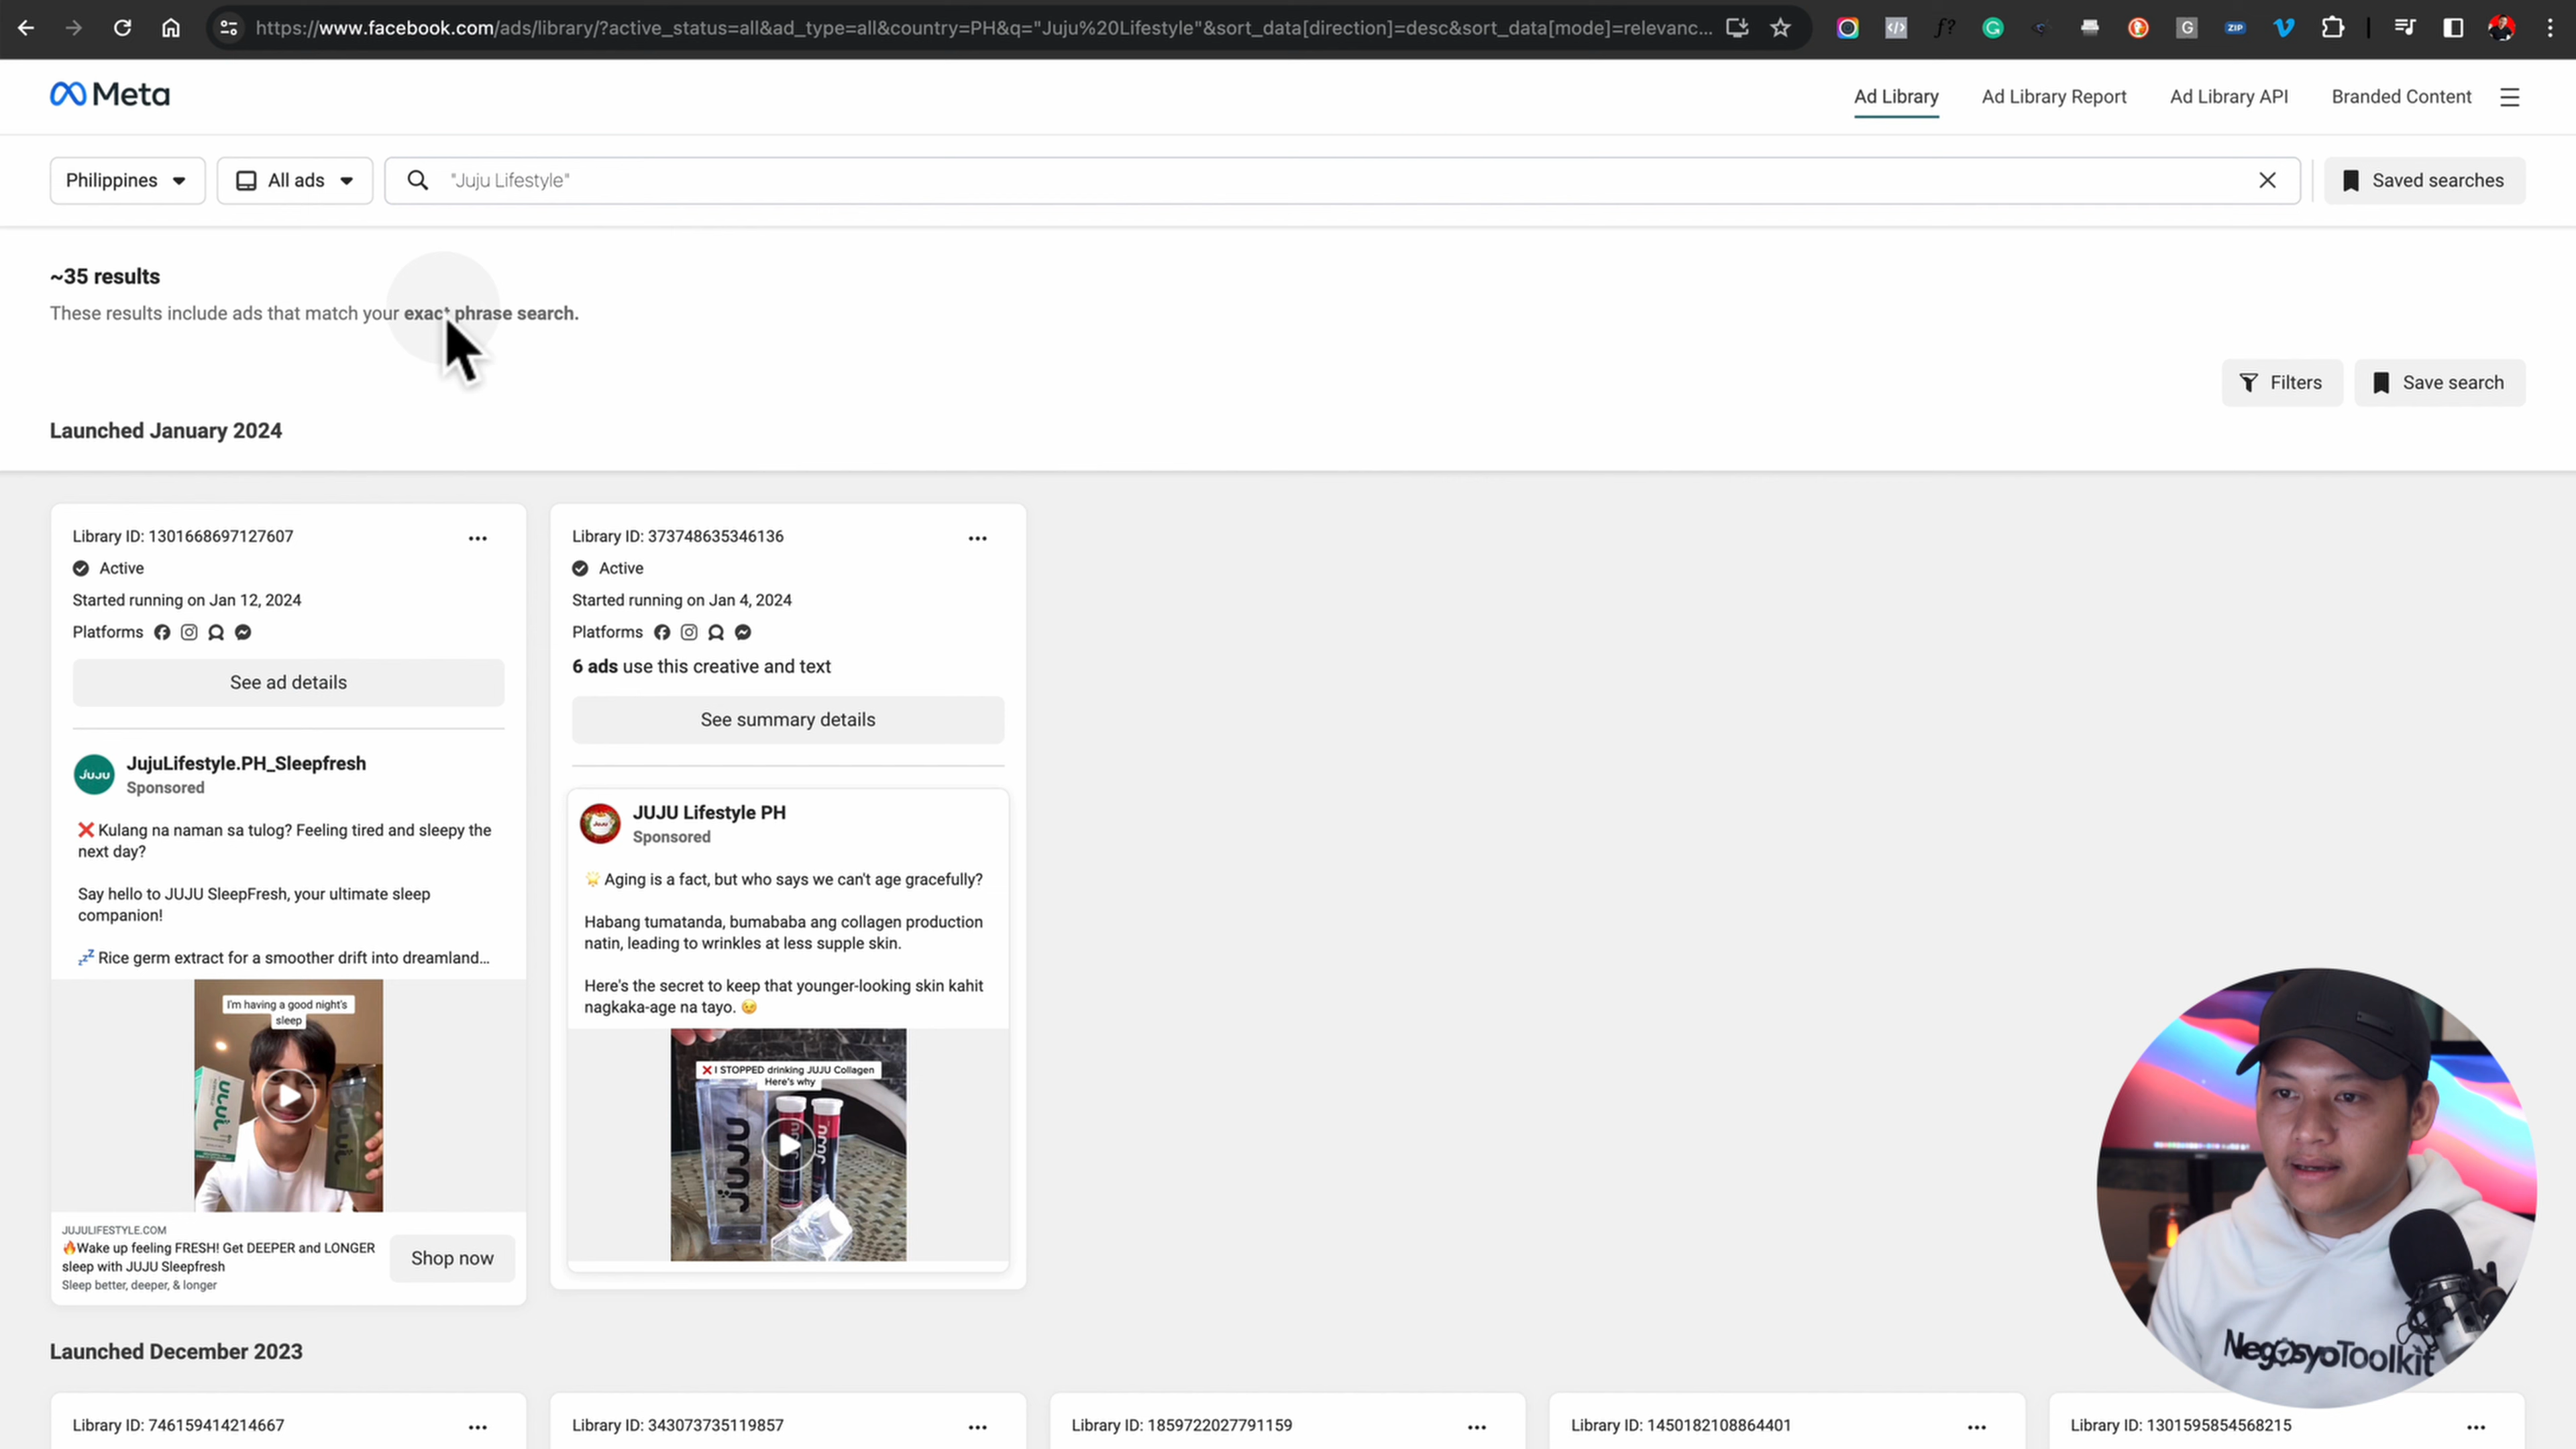 https://www.facebook.com/ads/library/?active_status=all&ad_type=all&country=PH&q="Juju%20Lifestyle"&sort_data[direction]=desc&sort_data[mode]=relevanc...
Meta
Ad Library
Ad Library Report
Ad Library API
Branded Content
Philippines
All ads
"Juju Lifestyle"
Saved searches
~35 results
These results include ads that match your exact phrase search.
Filters
Save search
Launched January 2024
Library ID: 1301668697127607
Active
Started running on Jan 12, 2024
Platforms
See ad details
JUJU
JujuLifestyle.PH_Sleepfresh
Sponsored
❌ Kulang na naman sa tulog? Feeling tired and sleepy the
next day?
Say hello to JUJU SleepFresh, your ultimate sleep
companion!
💤 Rice germ extract for a smoother drift into dreamland...
I'm having a good night's
sleep
JUJU
JUJU
JUJULIFESTYLE.COM
🔥Wake up feeling FRESH! Get DEEPER and LONGER
sleep with JUJU Sleepfresh
Sleep better, deeper, & longer
Shop now
Library ID: 373748635346136
Active
Started running on Jan 4, 2024
Platforms
6 ads use this creative and text
See summary details
JUJU Lifestyle PH
Sponsored
🌟 Aging is a fact, but who says we can't age gracefully?
Habang tumatanda, bumababa ang collagen production
natin, leading to wrinkles at less supple skin.
Here's the secret to keep that younger-looking skin kahit
nagkaka-age na tayo. 😉
❌ I STOPPED drinking JUJU Collagen
Here's why
JUJU
JUJU
JUJU
NegosyoToolkit
Launched December 2023
Library ID: 746159414214667
Library ID: 343073735119857
Library ID: 1859722027791159
Library ID: 1450182108864401
Library ID: 1301595854568215